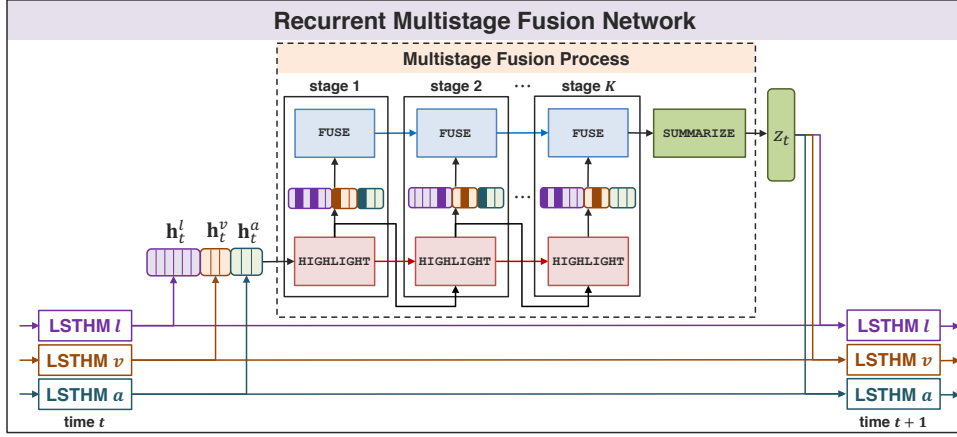 Recurrent Multistage Fusion Network
Multistage Fusion Process
stage 1
stage 2
...
stage K
FUSE
FUSE
FUSE
SUMMARIZE
z_t
...
h_t^l
h_t^v
h_t^a
HIGHLIGHT
HIGHLIGHT
HIGHLIGHT
LSTHM l
LSTHM l
LSTHM v
LSTHM v
LSTHM a
LSTHM a
time t
time t + 1